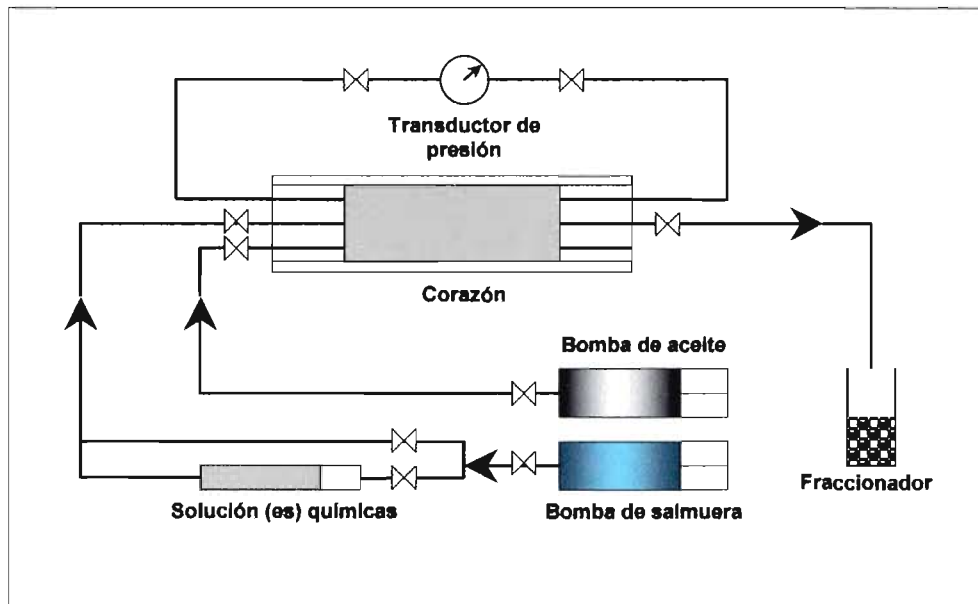 Transductor de
presión
Corazón
Bomba de aceite
Solución (es) químicas
Bomba de salmuera
Fraccionador